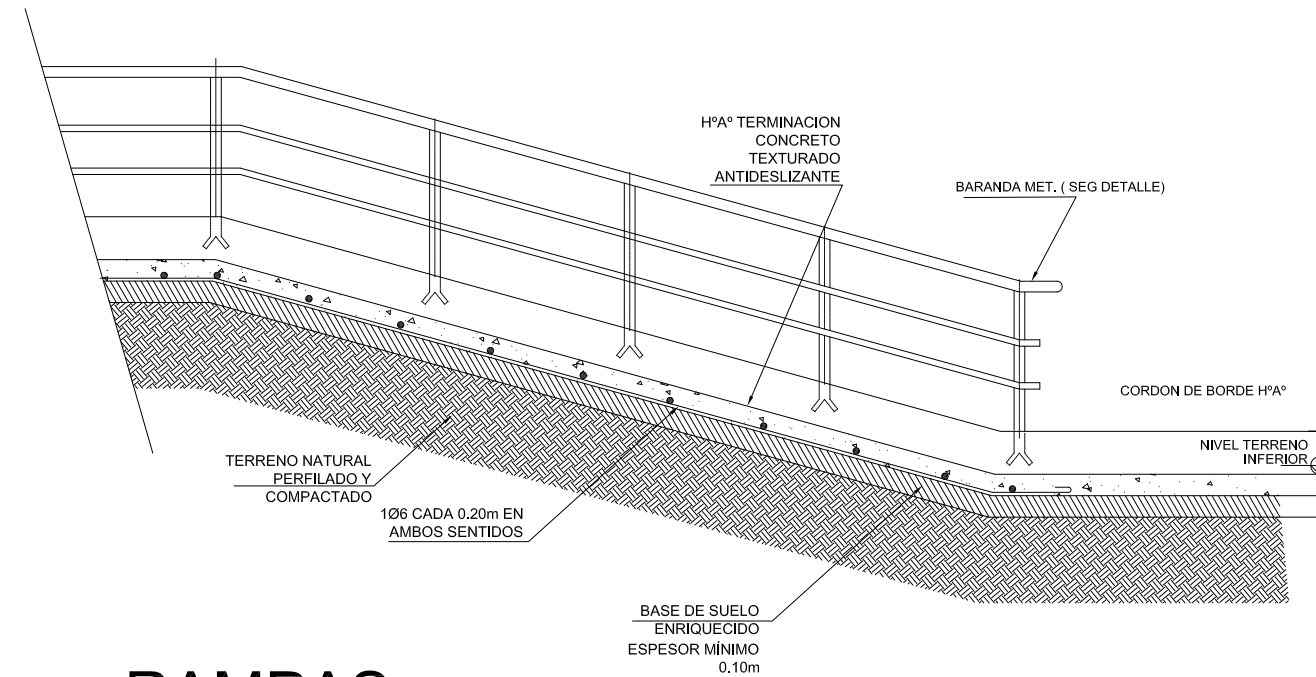 HºAº TERMINACION
CONCRETO
TEXTURADO
ANTIDESLIZANTE
BARANDA MET. ( SEG DETALLE)
CORDON DE BORDE HºAº
NIVEL TERRENO
INFERIOR
TERRENO NATURAL
PERFILADO Y
COMPACTADO
1Ø6 CADA 0.20m EN
AMBOS SENTIDOS
BASE DE SUELO
ENRIQUECIDO
ESPESOR MÍNIMO
0.10m
RAMPAS